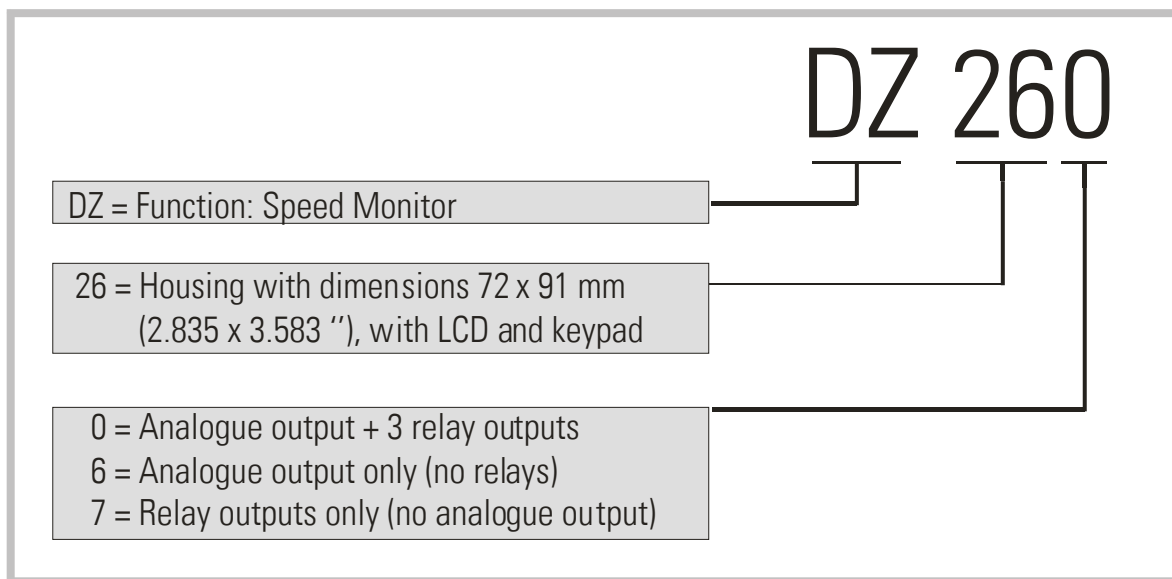 DZ 260
DZ = Function: Speed Monitor
26 = Housing with dimensions 72 x 91 mm
(2.835 x 3.583 ''), with LCD and keypad
0 = Analogue output + 3 relay outputs
6 = Analogue output only (no relays)
7 = Relay outputs only (no analogue output)